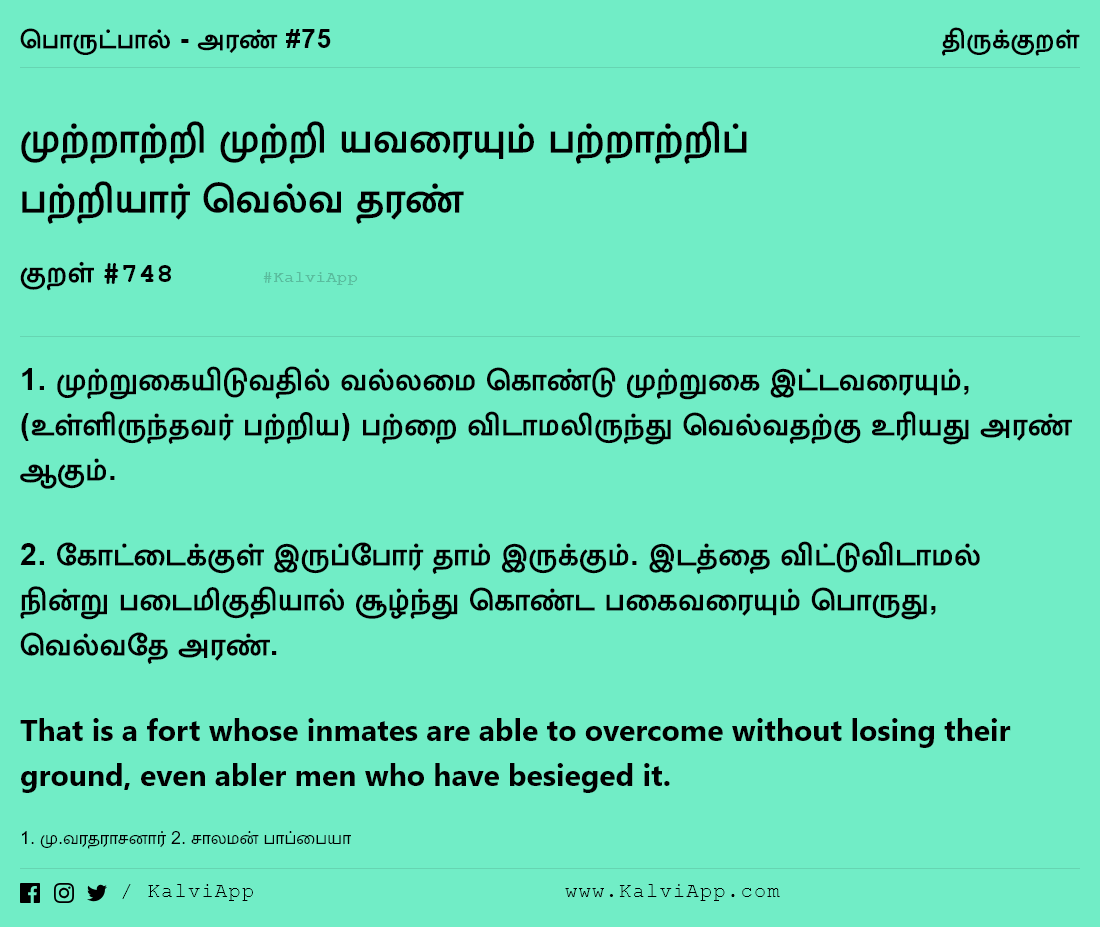 பொருட்பால் - அரண் #75
திருக்குறள்
முற்றாற்றி முற்றி யவரையும் பற்றாற்றிப்
பற்றியார் வெல்வ தரண்
குறள் #748
#KalviApp
1. முற்றுகையிடுவதில் வல்லமை கொண்டு முற்றுகை இட்டவரையும்,
(உள்ளிருந்தவர் பற்றிய) பற்றை விடாமலிருந்து வெல்வதற்கு உரியது அரண்
ஆகும்.
2. கோட்டைக்குள் இருப்போர் தாம் இருக்கும். இடத்தை விட்டுவிடாமல்
நின்று படைமிகுதியால் சூழ்ந்து கொண்ட பகைவரையும் பொருது,
வெல்வதே அரண்.
That is a fort whose inmates are able to overcome without losing their
ground, even abler men who have besieged it.
1. மு.வரதராசனார் 2. சாலமன் பாப்பையா
/ KalviApp
www.KalviApp.com